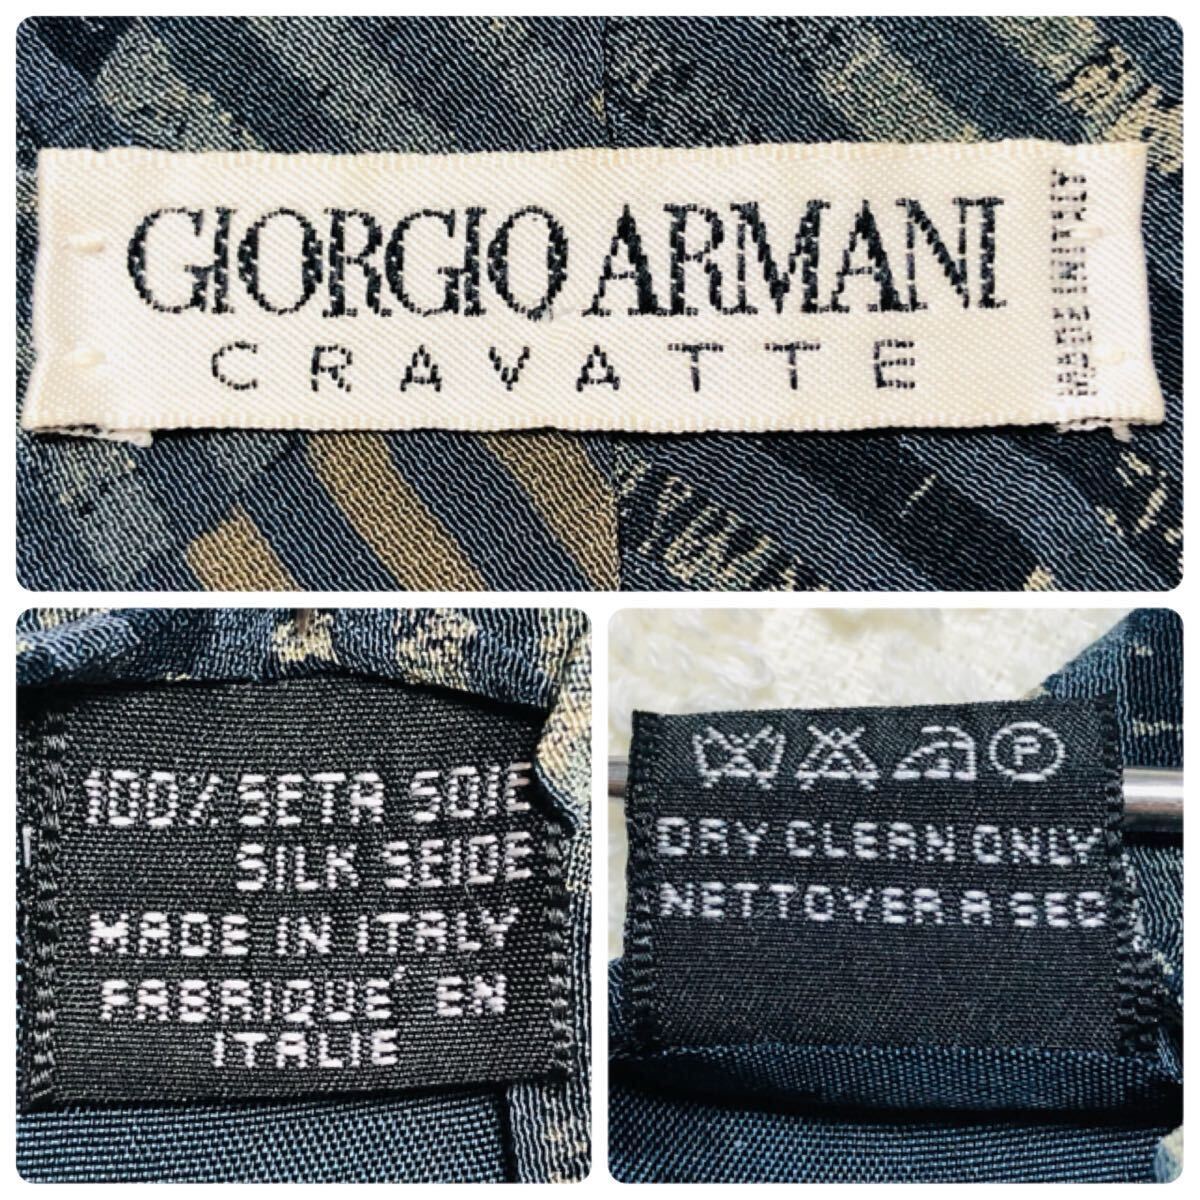 GIORGIO ARMANI
CRAVATTE
MADE IN ITALY
100% SETA SOIE
SILK SEIDE
MADE IN ITALY
FABRIQUÉ EN
ITALIE
P
DRY CLEAN ONLY
NETTOYER A SEC